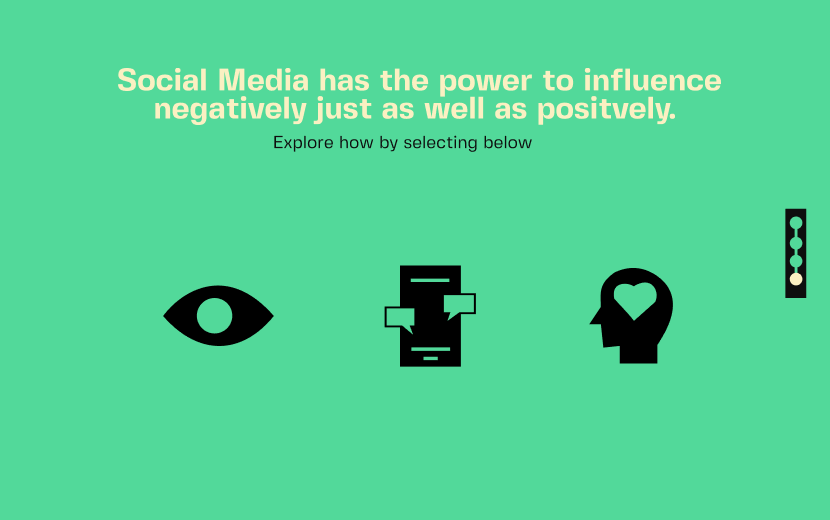 Social Media has the power to influence
negatively just as well as positvely.
Explore how by selecting below